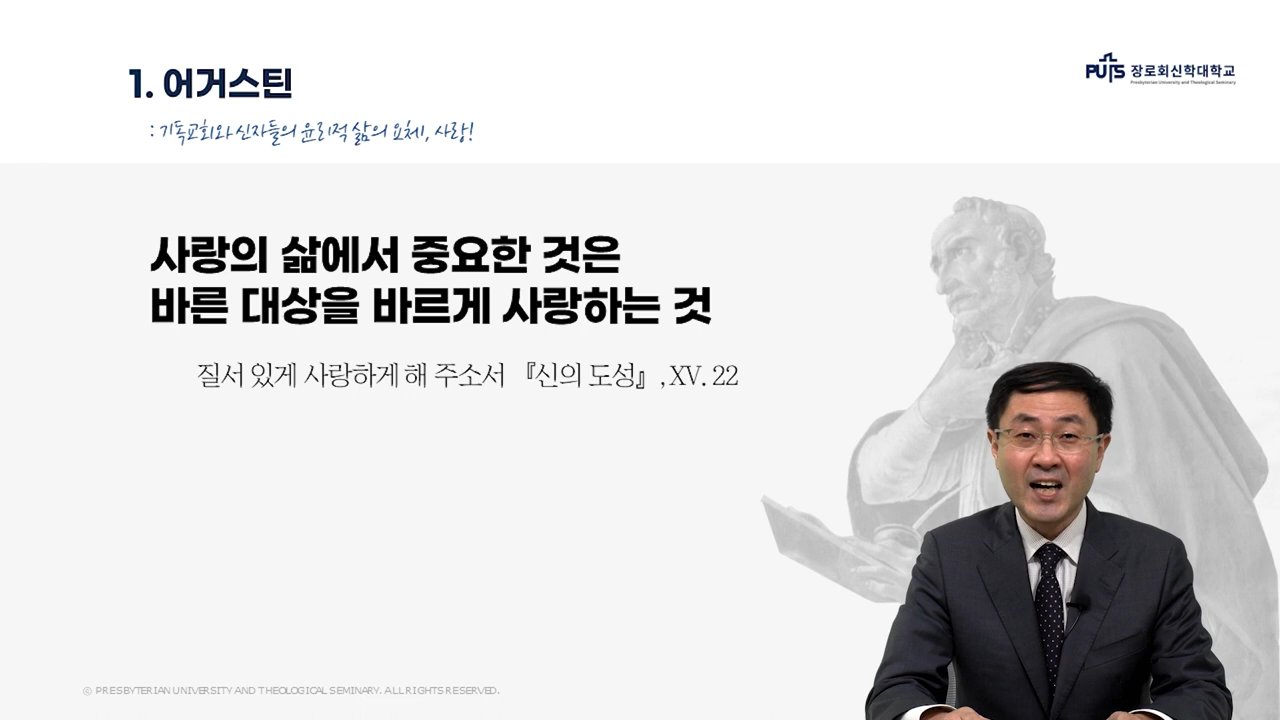 1. 어거스틴
: 기독교회와 신자들의 윤리적 삶의 요체, 사랑!
PUTS 장로회신학대학교
Presbyterian University and Theological Seminary
사랑의 삶에서 중요한 것은
바른 대상을 바르게 사랑하는 것
질서 있게 사랑하게 해 주소서 『신의 도성』, XV. 22
© PRESBYTERIAN UNIVERSITY AND THEOLOGICAL SEMINARY. ALL RIGHTS RESERVED.